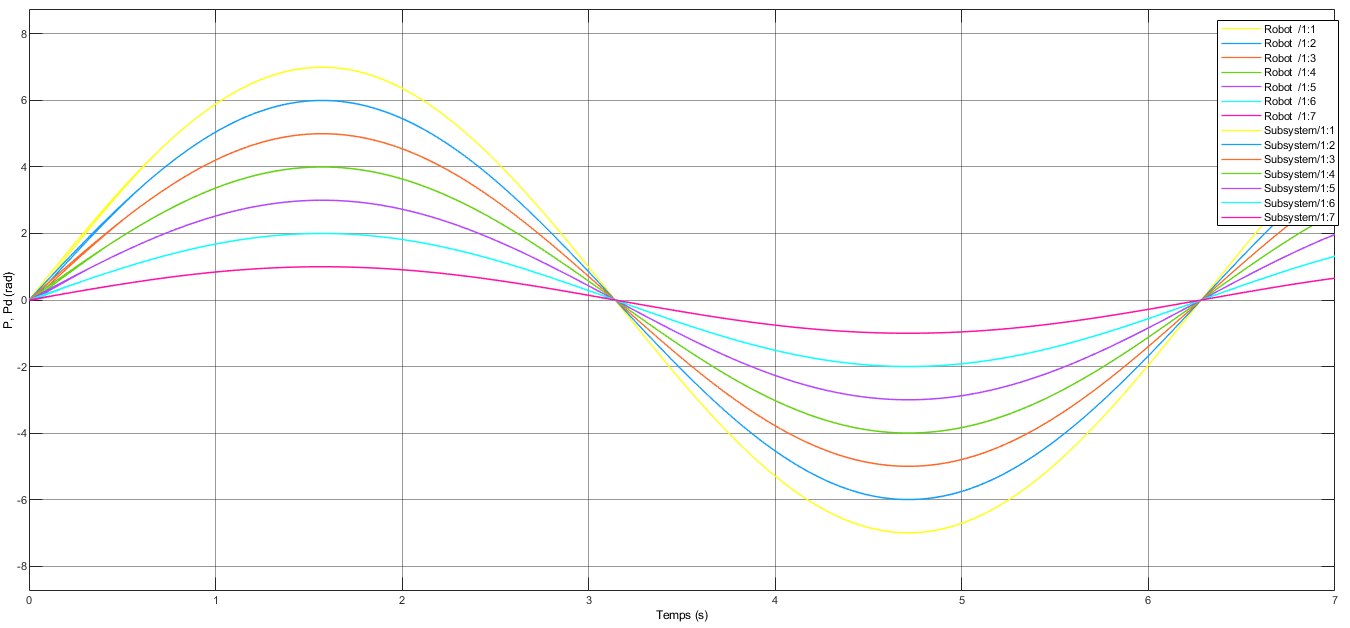 8
6
4
2
0
-2
-4
-6
-8
P, Pd (rad)
0 1 2 3 4 5 6 7
Temps (s)
Robot /1:1
Robot /1:2
Robot /1:3
Robot /1:4
Robot /1:5
Robot /1:6
Robot /1:7
Subsystem/1:1
Subsystem/1:2
Subsystem/1:3
Subsystem/1:4
Subsystem/1:5
Subsystem/1:6
Subsystem/1:7